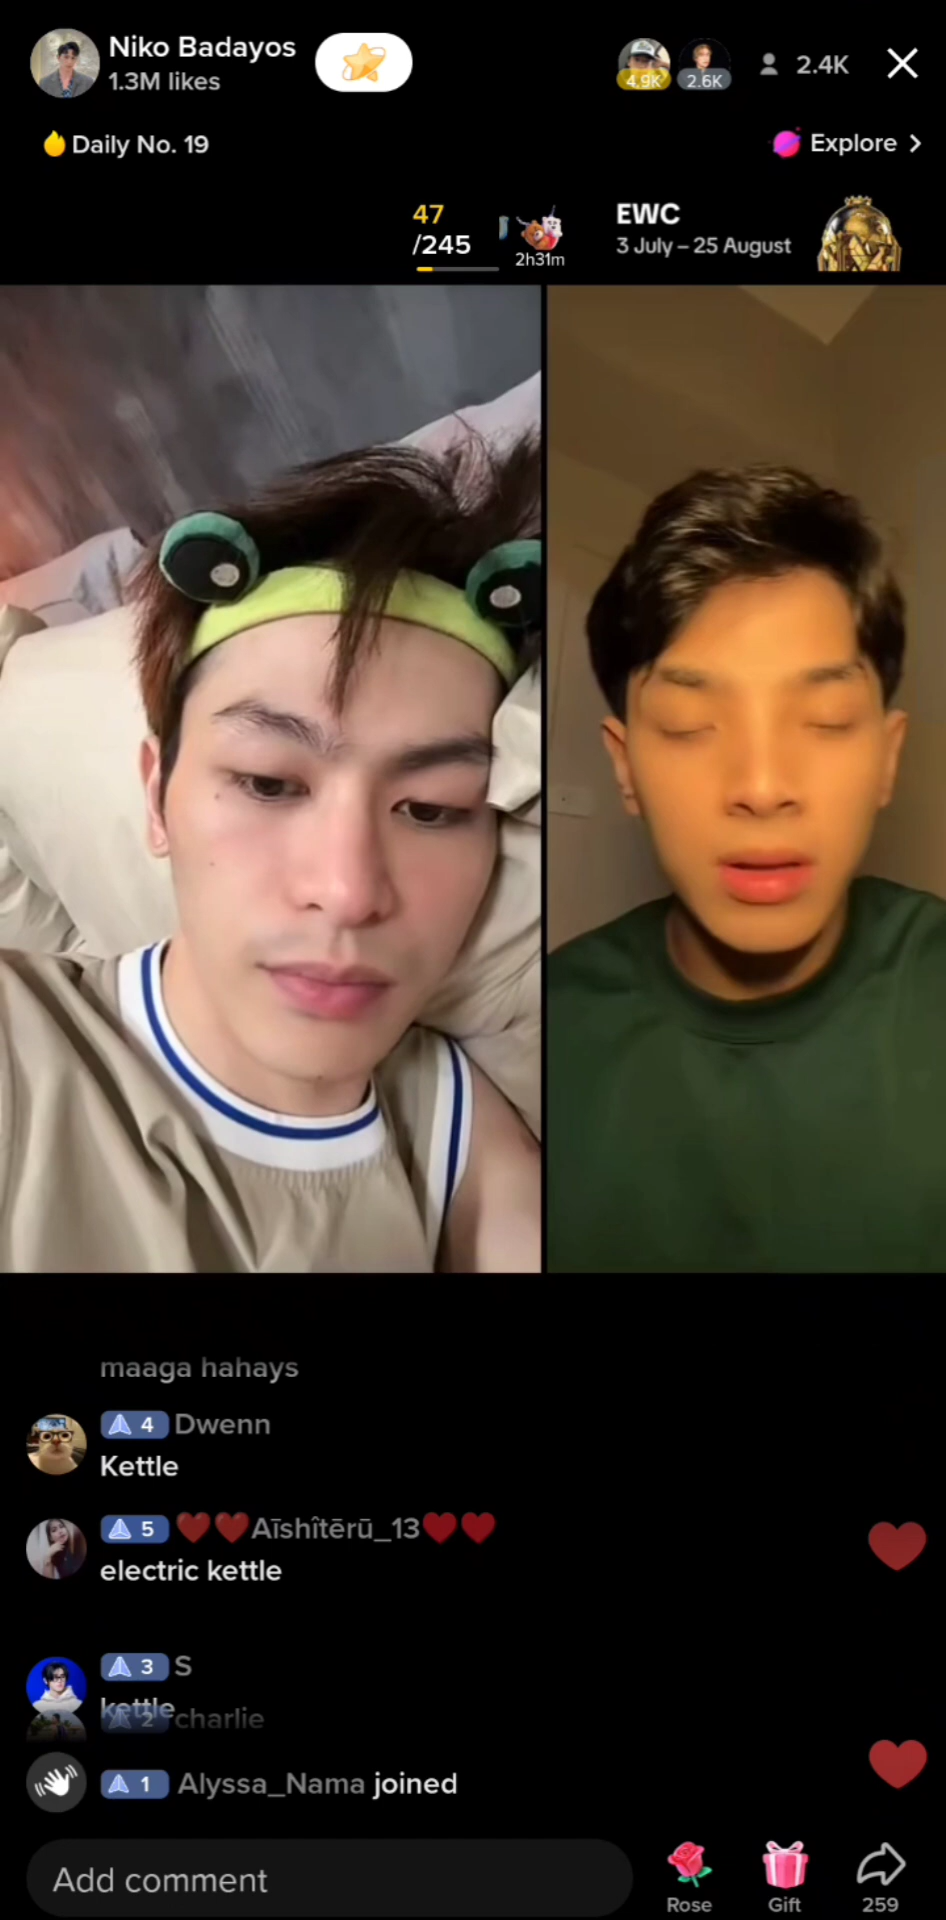 Niko Badayos
1.3M likes
4.9K
2.6K
2.4K
Daily No. 19
Explore
47
/245
2h31m
EWC
3 July – 25 August
maaga hahays
4 Dwenn
Kettle
5 Aīshîtērū_13
electric kettle
3 S
kettle
2 charlie
1 Alyssa_Nama joined
Add comment
Rose
Gift
259